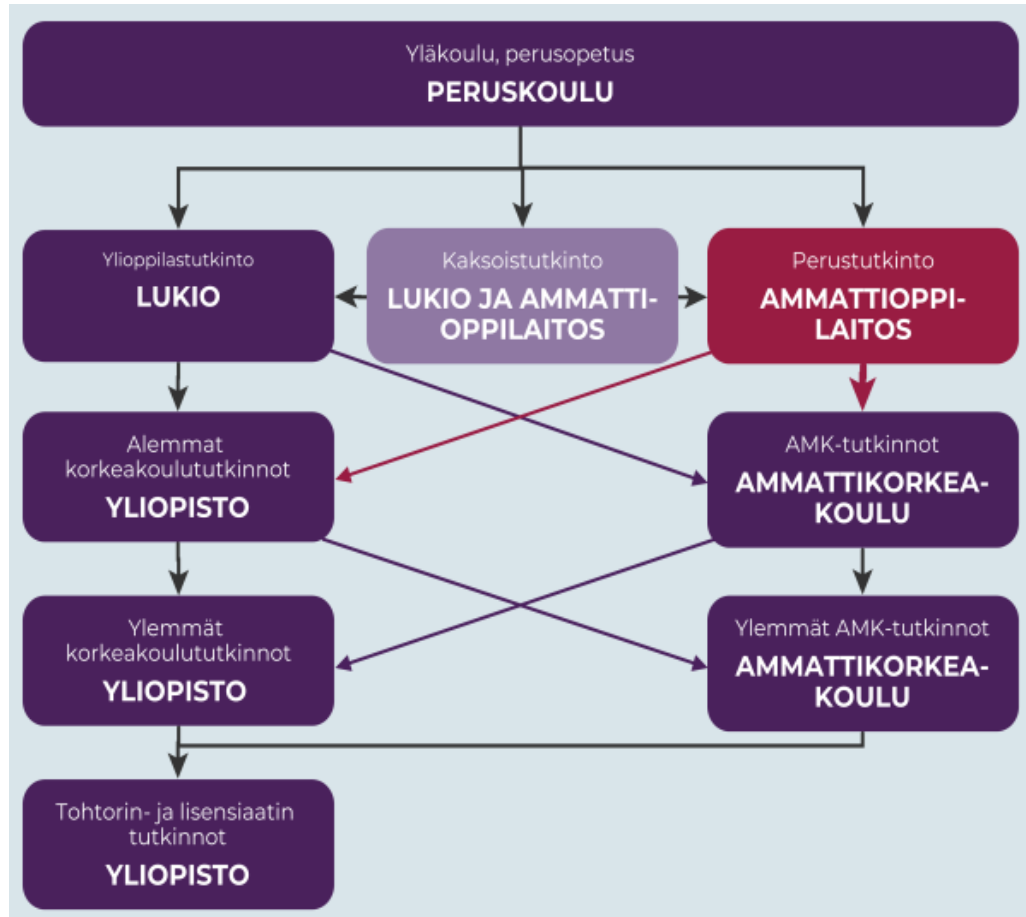 Yläkoulu, perusopetus
PERUSKOULU
Ylioppilastutkinto
LUKIO
Kaksoistutkinto
LUKIO JA AMMATTI-
OPPILAITOS
Perustutkinto
AMMATTIOPPI-
LAITOS
Alemmat
korkeakoulututkinnot
YLIOPISTO
AMK-tutkinnot
AMMATTIKORKEA-
KOULU
Ylemmät
korkeakoulututkinnot
YLIOPISTO
Ylemmät AMK-tutkinnot
AMMATTIKORKEA-
KOULU
Tohtorin- ja lisensiaatin
tutkinnot
YLIOPISTO